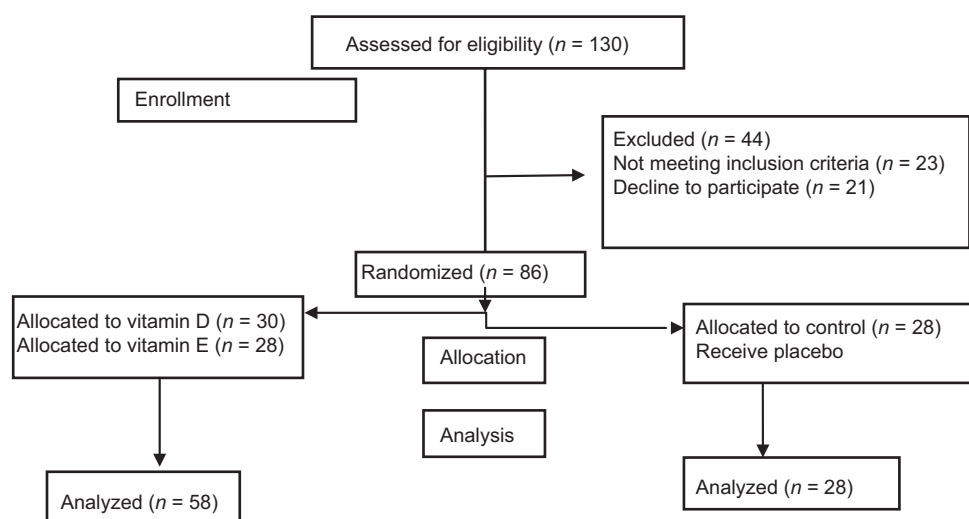 Assessed for eligibility (n = 130)
Enrollment
Excluded (n = 44)
Not meeting inclusion criteria (n = 23)
Decline to participate (n = 21)
Randomized (n = 86)
Allocated to vitamin D (n = 30)
Allocated to vitamin E (n = 28)
Allocated to control (n = 28)
Receive placebo
Allocation
Analysis
Analyzed (n = 58)
Analyzed (n = 28)